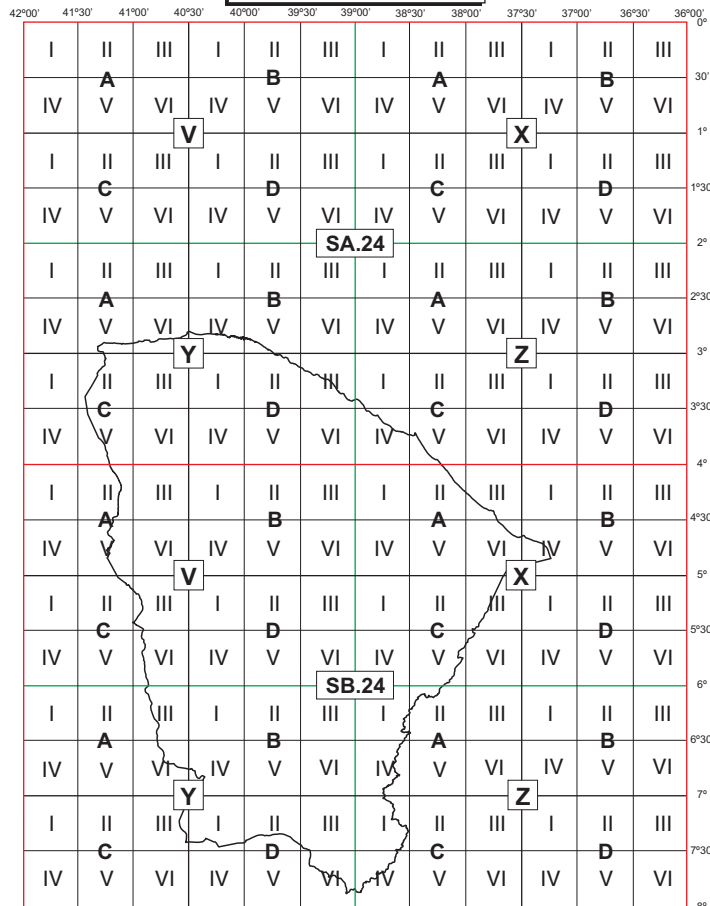 42°00' 41°30' 41°00' 40°30' 40°00' 39°30' 39°00' 38°30' 38°00' 37°30' 37°00' 36°30' 36°00'
0°
I II III I II III I II III I II III
A B A B
30'
IV V VI IV V VI IV V VI IV V VI
V X
1°
I II III I II III I II III I II III
C D C D
1°30'
IV V VI IV V VI IV V VI IV V VI
SA.24
2°
I II III I II III I II III I II III
A B A B
2°30'
IV V VI IV V VI IV V VI IV V VI
Y Z
3°
I II III I II III I II III I II III
C D C D
3°30'
IV V VI IV V VI IV V VI IV V VI
4°
I II III I II III I II III I II III
A B A B
4°30'
IV V VI IV V VI IV V VI IV V VI
V X
5°
I II III I II III I II III I II III
C D C D
5°30'
IV V VI IV V VI IV V VI IV V VI
SB.24
6°
I II III I II III I II III I II III
A B A B
6°30'
IV V VI IV V VI IV V VI IV V VI
Y Z
7°
I II III I II III I II III I II III
C D C D
7°30'
IV V VI IV V VI IV V VI IV V VI
8°